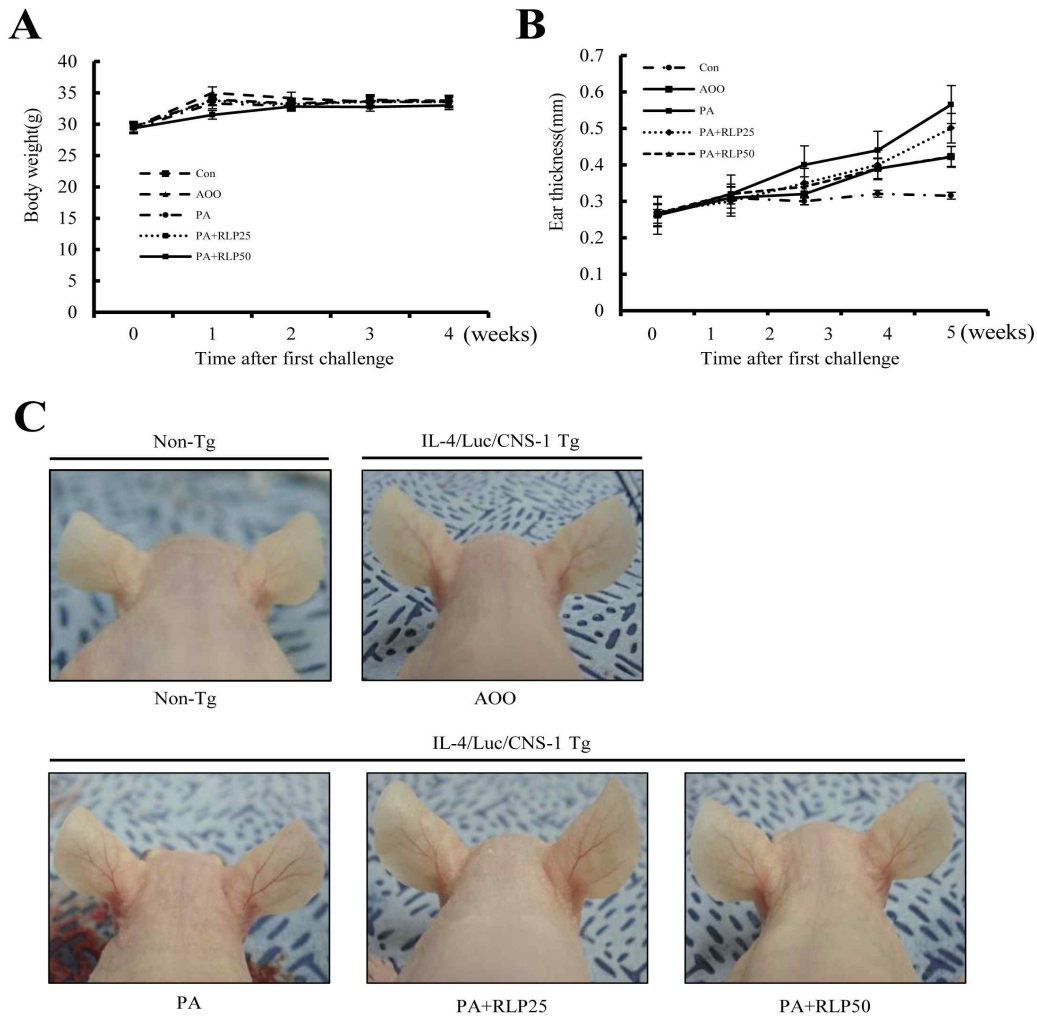 A
40
35
30
25
20
15
10
5
0
Body weight(g)
Con
AOO
PA
PA+RLP25
PA+RLP50
0 1 2 3 4 (weeks)
Time after first challenge
B
0.7
0.6
0.5
0.4
0.3
0.2
0.1
0
Ear thickness(mm)
Con
AOO
PA
PA+RLP25
PA+RLP50
0 1 2 3 4 5 (weeks)
Time after first challenge
C
Non-Tg
IL-4/Luc/CNS-1 Tg
Non-Tg
AOO
IL-4/Luc/CNS-1 Tg
PA
PA+RLP25
PA+RLP50